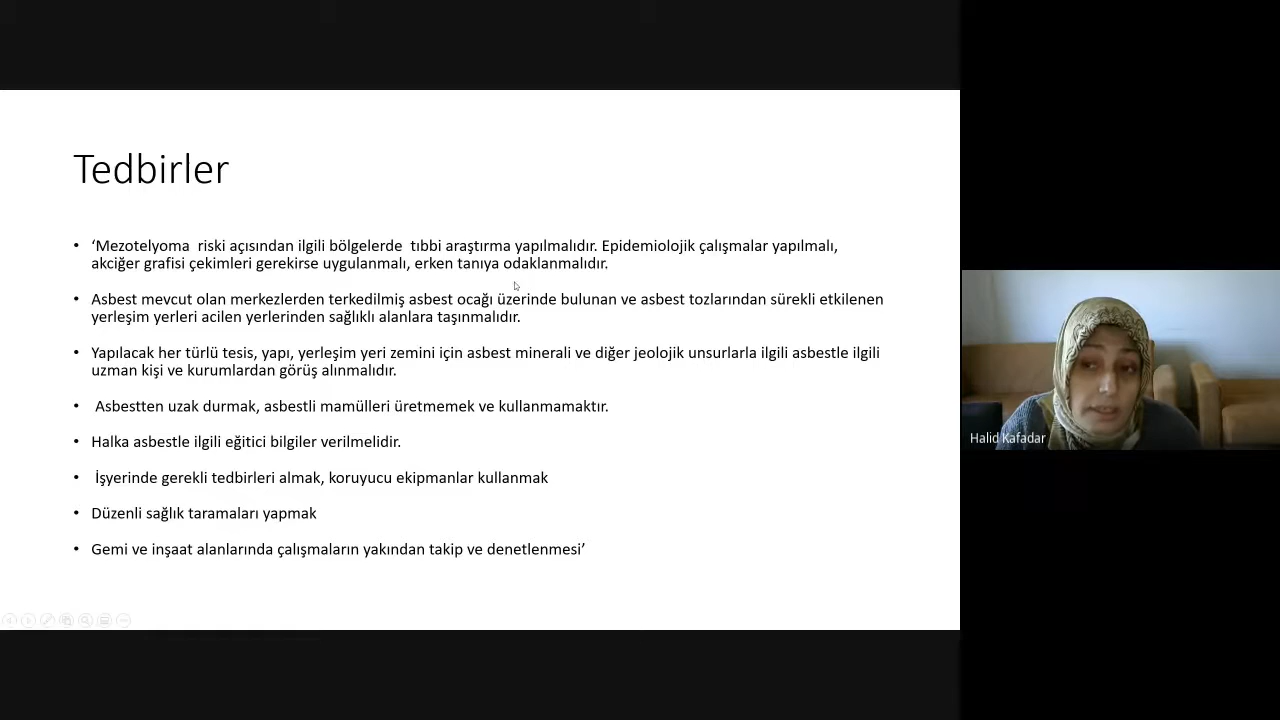 Tedbirler
• ‘Mezotelyoma  riski açısından ilgili bölgelerde  tıbbi araştırma yapılmalıdır. Epidemiolojik çalışmalar yapılmalı,
akciğer grafisi çekimleri gerekirse uygulanmalı, erken tanıya odaklanmalıdır.
• Asbest mevcut olan merkezlerden terkedilmiş asbest ocağı üzerinde bulunan ve asbest tozlarından sürekli etkilenen
yerleşim yerleri acilen yerlerinden sağlıklı alanlara taşınmalıdır.
• Yapılacak her türlü tesis, yapı, yerleşim yeri zemini için asbest minerali ve diğer jeolojik unsurlarla ilgili asbestle ilgili
uzman kişi ve kurumlardan görüş alınmalıdır.
• Asbestten uzak durmak, asbestli mamülleri üretmemek ve kullanmamaktır.
• Halka asbestle ilgili eğitici bilgiler verilmelidir.
• İşyerinde gerekli tedbirleri almak, koruyucu ekipmanlar kullanmak
• Düzenli sağlık taramaları yapmak
• Gemi ve inşaat alanlarında çalışmaların yakından takip ve denetlenmesi’
Halid Kafadar